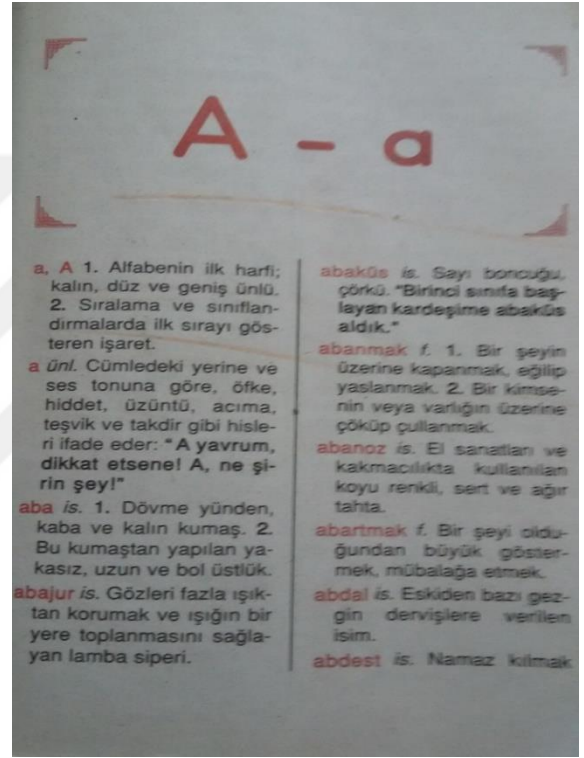 A - a
a, A 1. Alfabenin ilk harfi;
kalın, düz ve geniş ünlü.
2. Sıralama ve sınıflan-
dırmalarda ilk sırayı gös-
teren işaret.
a ünl. Cümledeki yerine ve
ses tonuna göre, öfke,
hiddet, üzüntü, acıma,
teşvik ve takdir gibi hisle-
ri ifade eder: "A yavrum,
dikkat etsene! A, ne şi-
rin şey!"
aba is. 1. Dövme yünden,
kaba ve kalın kumaş. 2.
Bu kumaştan yapılan ya-
kasız, uzun ve bol üstlük.
abajur is. Gözleri fazla ışık-
tan korumak ve ışığın bir
yere toplanmasını sağla-
yan lamba siperi.
abaküs is. Sayı boncuğu,
çörkü. "Birinci sınıfa baş-
layan kardeşime abaküs
aldık."
abanmak f. 1. Bir şeyin
üzerine kapanmak, eğilip
yaslanmak. 2. Bir kimse-
nin veya varlığın üzerine
çöküp çullanmak.
abanoz is. El sanatları ve
kakmacılıkta kullanılan
koyu renkli, sert ve ağır
tahta.
abartmak f. Bir şeyi oldu-
ğundan büyük göster-
mek, mübalağa etmek.
abdal is. Eskiden bazı gez-
gin dervişlere verilen
isim.
abdest is. Namaz kılmak